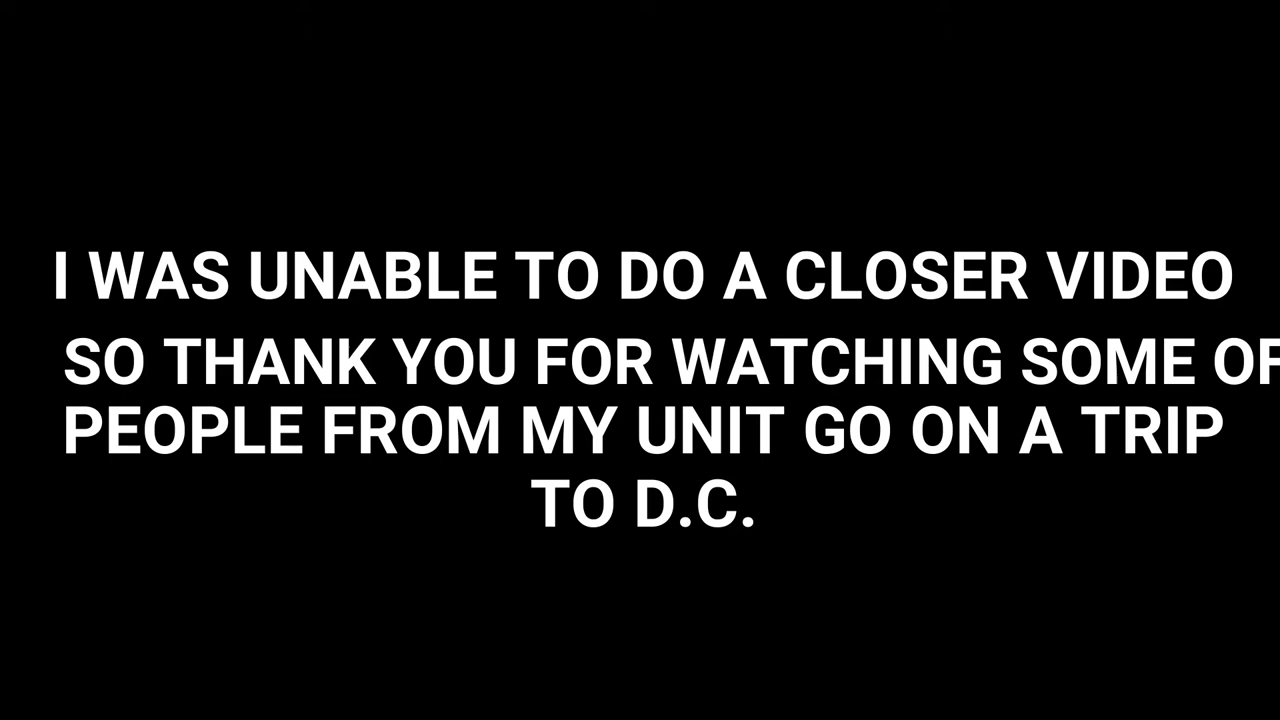 I WAS UNABLE TO DO A CLOSER VIDEO
SO THANK YOU FOR WATCHING SOME OF
PEOPLE FROM MY UNIT GO ON A TRIP
TO D.C.